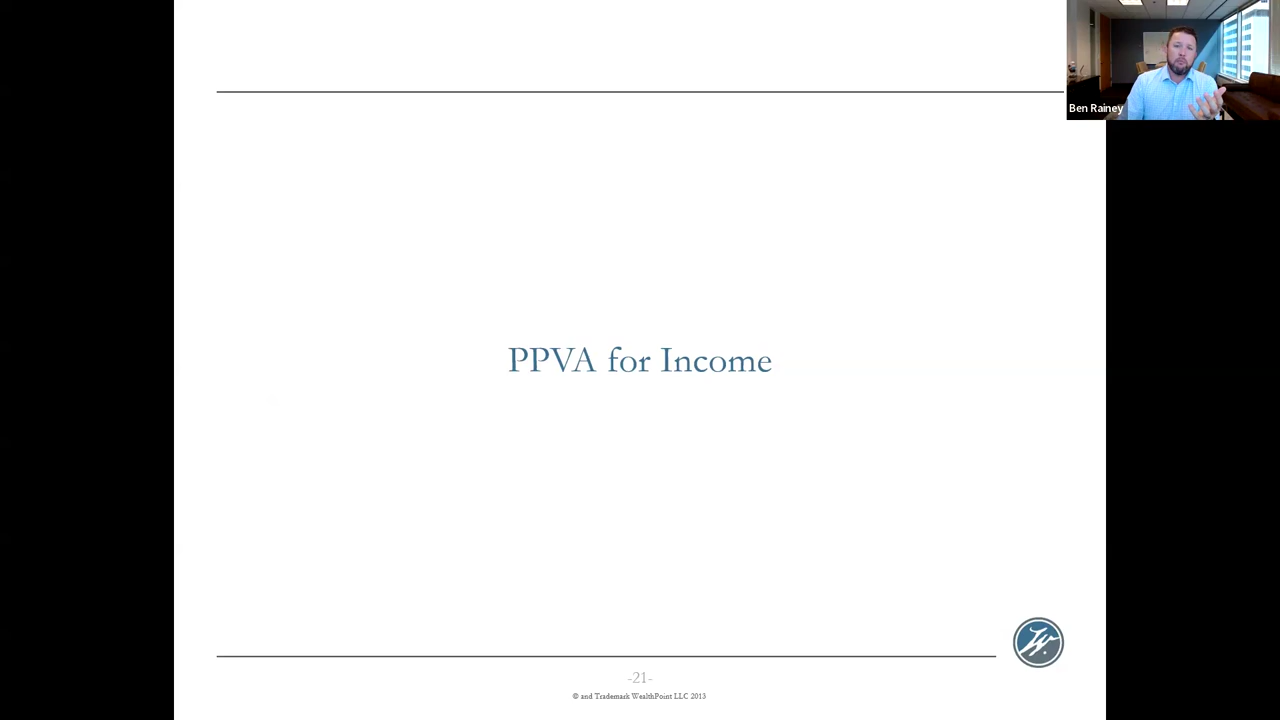 Ben Rainey
PPVA for Income
-21-
© and Trademark WealthPoint LLC 2013